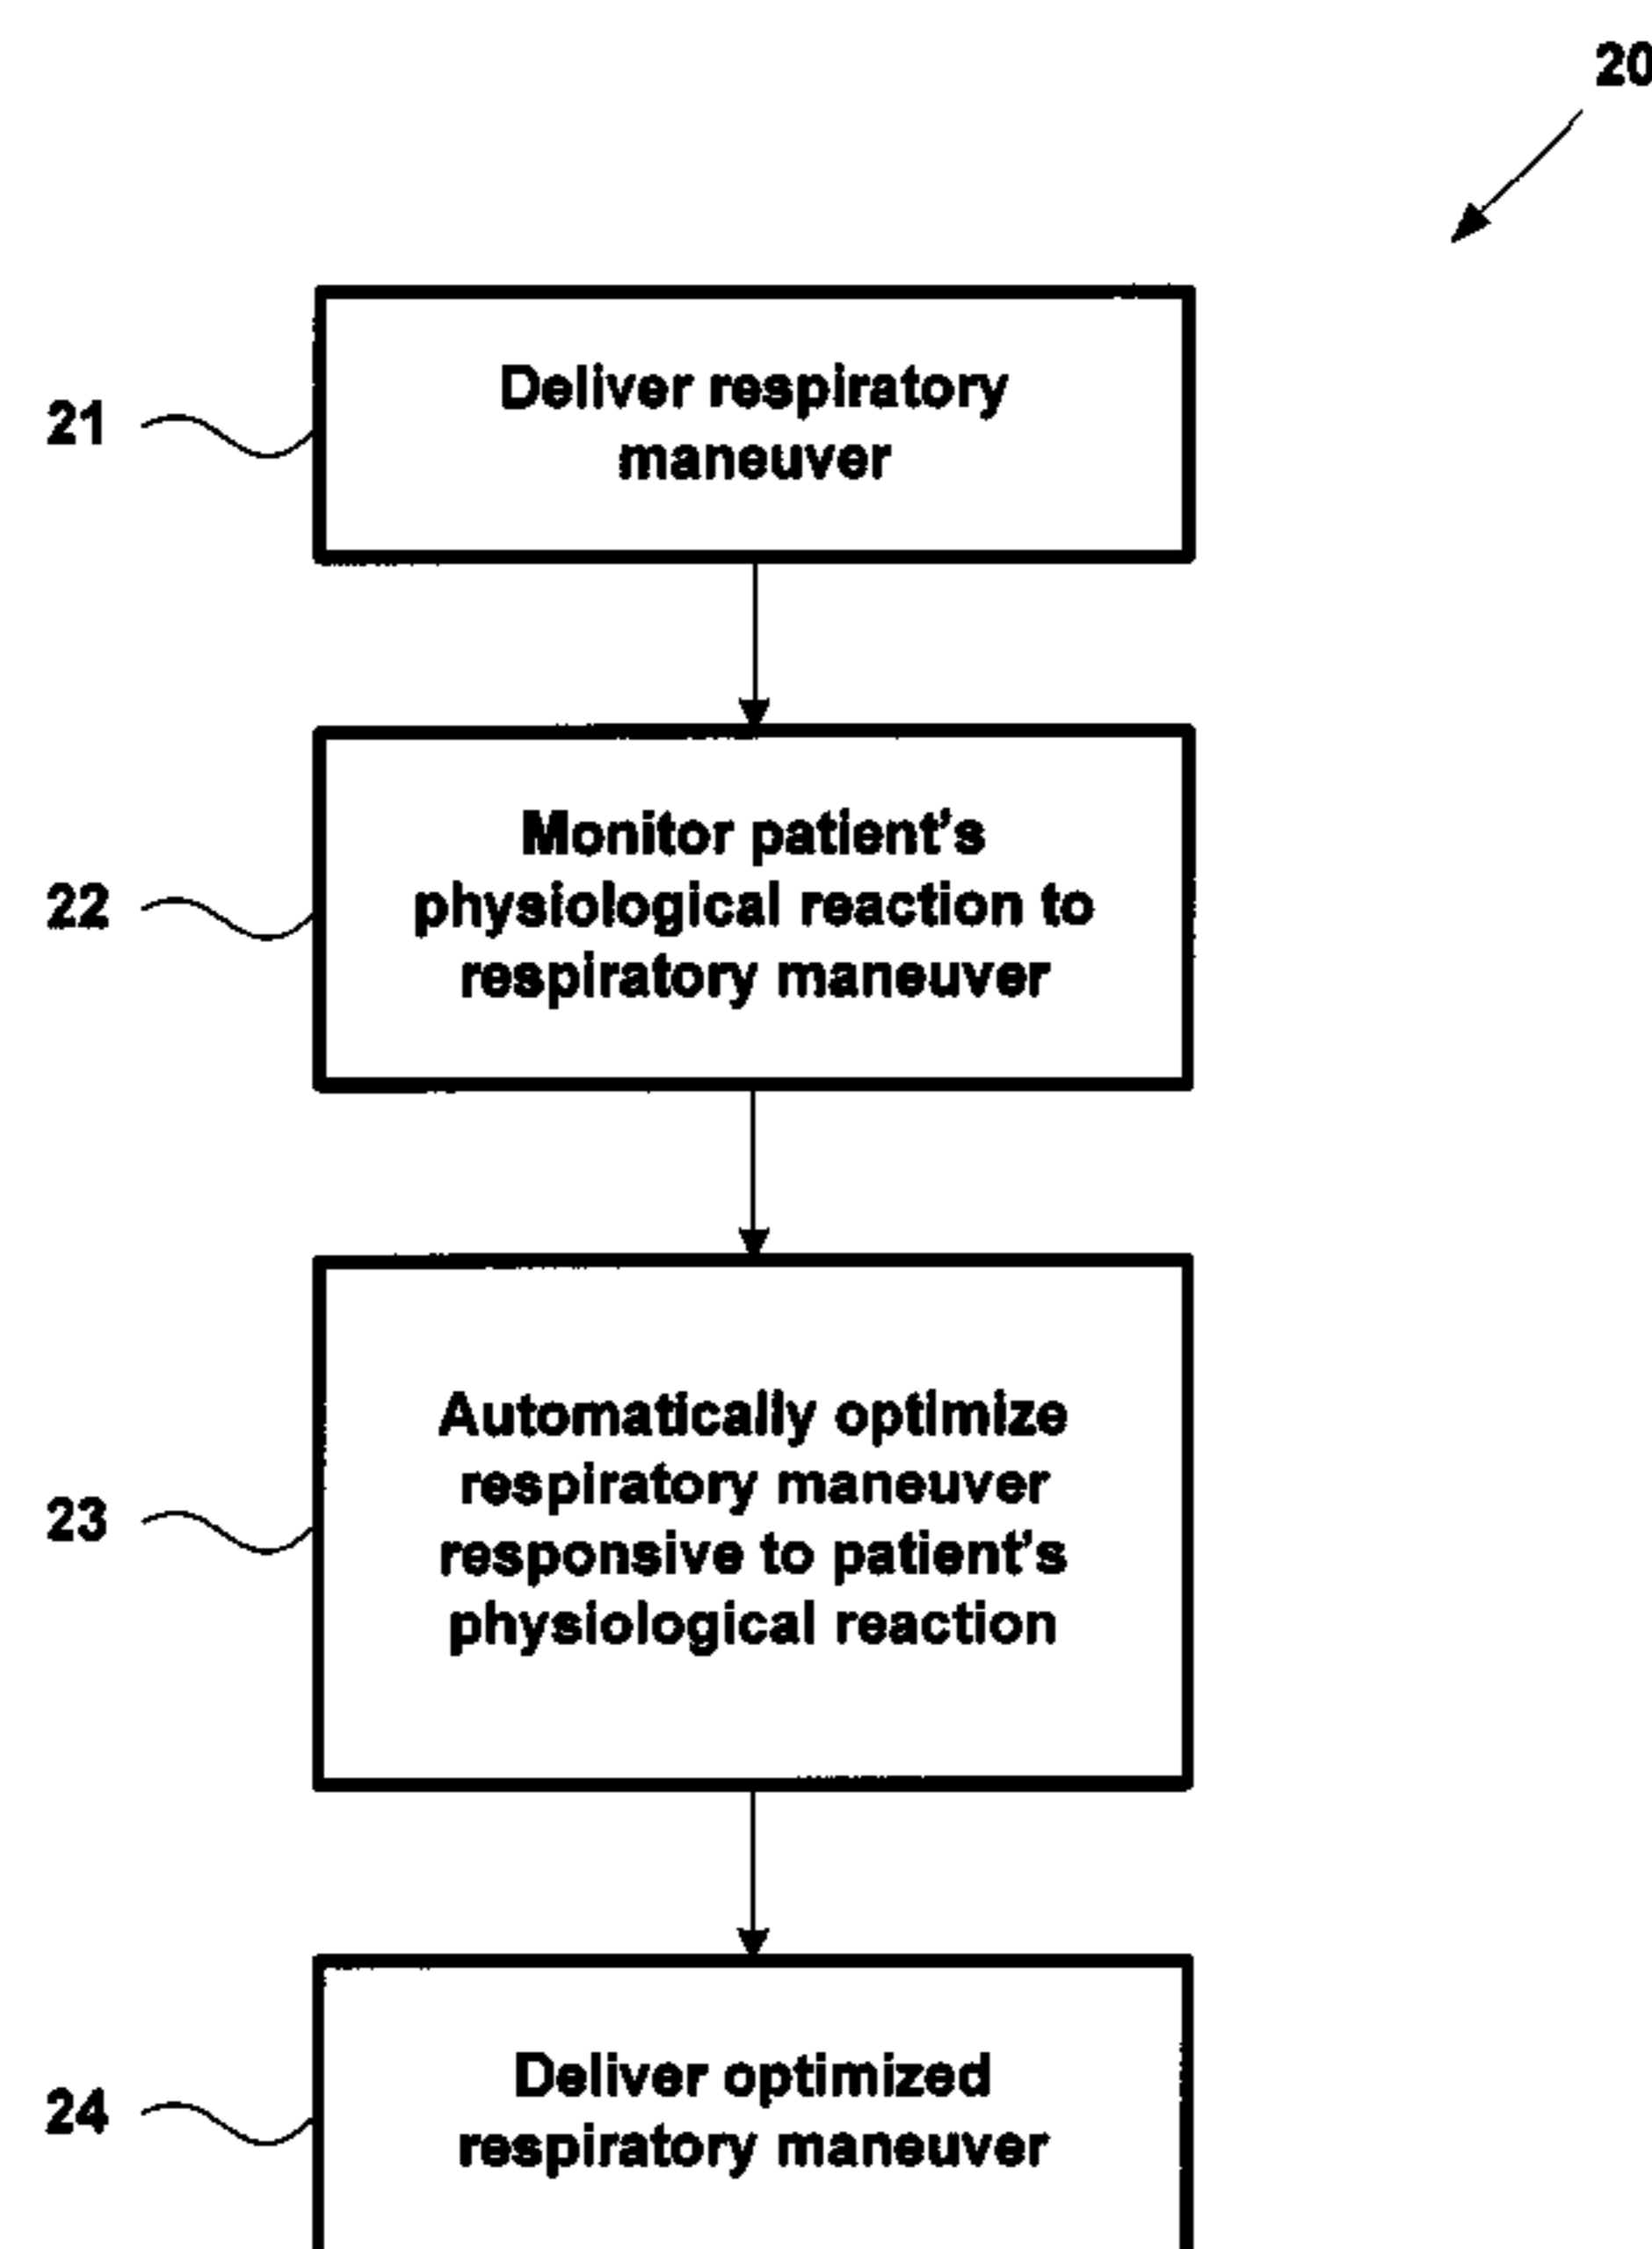 20
21
Deliver respiratory
maneuver
22
Monitor patient's
physiological reaction to
respiratory maneuver
23
Automatically optimize
respiratory maneuver
responsive to patient's
physiological reaction
24
Deliver optimized
respiratory maneuver